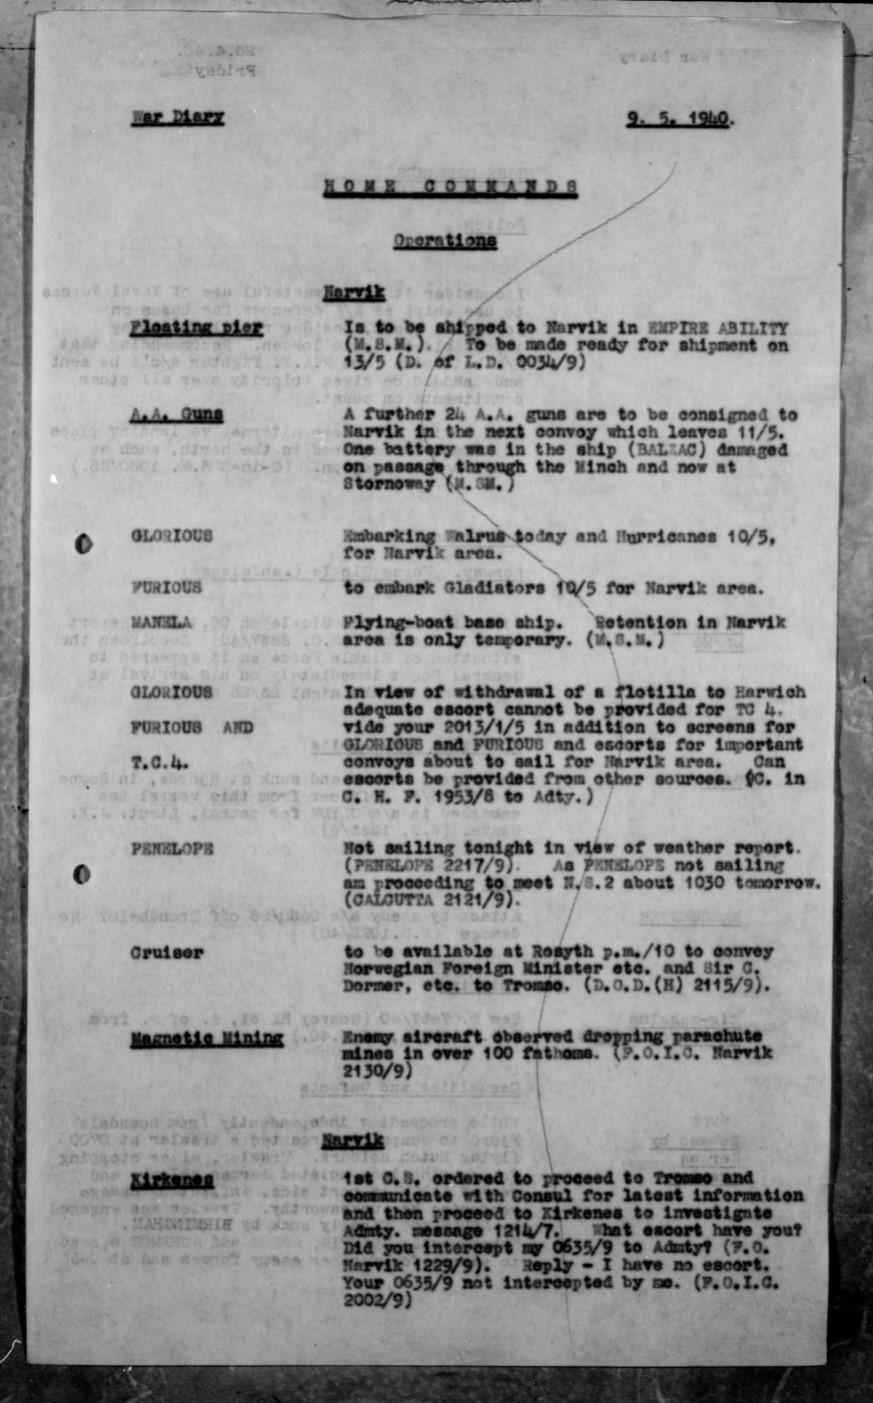 War Diary 9. 5. 1940.
HOME COMMANDS
Operations
Narvik
Floating pier Is to be shipped to Narvik in EMPIRE ABILITY
(M.S.M.). To be made ready for shipment on
13/5 (D. of L.D. 0034/9)
A.A. Guns A further 24 A.A. guns are to be consigned to
Narvik in the next convoy which leaves 11/5.
One battery was in the ship (BALZAC) damaged
on passage through the Minch and now at
Stornoway (M.SM.)
GLORIOUS Embarking Walrus today and Hurricanes 10/5,
for Narvik area.
FURIOUS to embark Gladiators 10/5 for Narvik area.
MANELA Flying-boat base ship. Retention in Narvik
area is only temporary. (M.S.M.)
GLORIOUS In view of withdrawal of a flotilla to Harwich
adequate escort cannot be provided for TC 4.
FURIOUS AND vide your 2013/1/5 in addition to screens for
GLORIOUS and FURIOUS and escorts for important
T.C.4. convoys about to sail for Narvik area. Can
escorts be provided from other sources. (C. in
C. H. F. 1953/8 to Adty.)
PENELOPE Not sailing tonight in view of weather report.
(PENELOPE 2217/9). As PENELOPE not sailing
am proceeding to meet N.S.2 about 1030 tomorrow.
(CALCUTTA 2121/9).
Cruiser to be available at Rosyth p.m./10 to convey
Norwegian Foreign Minister etc. and Sir C.
Dormer, etc. to Tromso. (D.O.D.(H) 2115/9).
Magnetic Mining Enemy aircraft observed dropping parachute
mines in over 100 fathoms. (F.O.I.C. Narvik
2130/9)
Narvik
Kirkenes 1st C.S. ordered to proceed to Tromso and
communicate with Consul for latest information
and then proceed to Kirkenes to investigate
Admty. message 1214/7. What escort have you?
Did you intercept my 0635/9 to Admty? (F.O.
Narvik 1229/9). Reply - I have no escort.
Your 0635/9 not intercepted by me. (F.O.I.C.
2002/9)